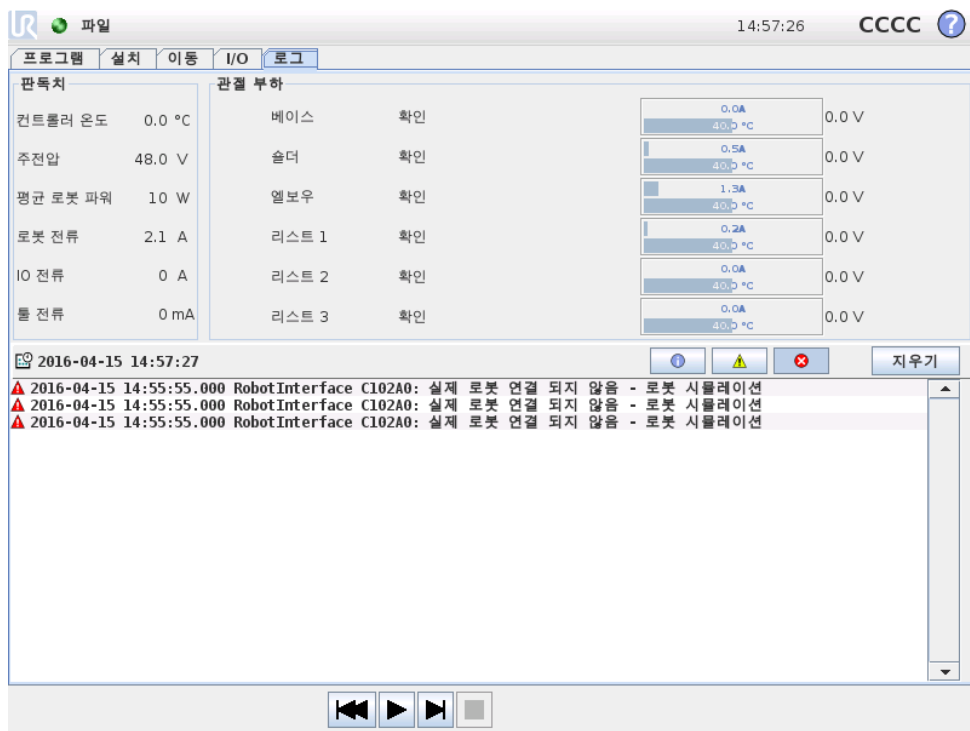 UR 파일 14:57:26 CCCC ?
프로그램 설치 이동 I/O 로그
판독치 관절 부하
컨트롤러 온도 0.0 °C
주전압 48.0 V
평균 로봇 파워 10 W
로봇 전류 2.1 A
IO 전류 0 A
툴 전류 0 mA
베이스 확인 0.0A 40.0 °C 0.0 V
숄더 확인 0.5A 40.0 °C 0.0 V
엘보우 확인 1.3A 40.0 °C 0.0 V
리스트 1 확인 0.2A 40.0 °C 0.0 V
리스트 2 확인 0.0A 40.0 °C 0.0 V
리스트 3 확인 0.0A 40.0 °C 0.0 V
2016-04-15 14:57:27 지우기
2016-04-15 14:55:55.000 RobotInterface C102A0: 실제 로봇 연결 되지 않음 - 로봇 시뮬레이션
2016-04-15 14:55:55.000 RobotInterface C102A0: 실제 로봇 연결 되지 않음 - 로봇 시뮬레이션
2016-04-15 14:55:55.000 RobotInterface C102A0: 실제 로봇 연결 되지 않음 - 로봇 시뮬레이션